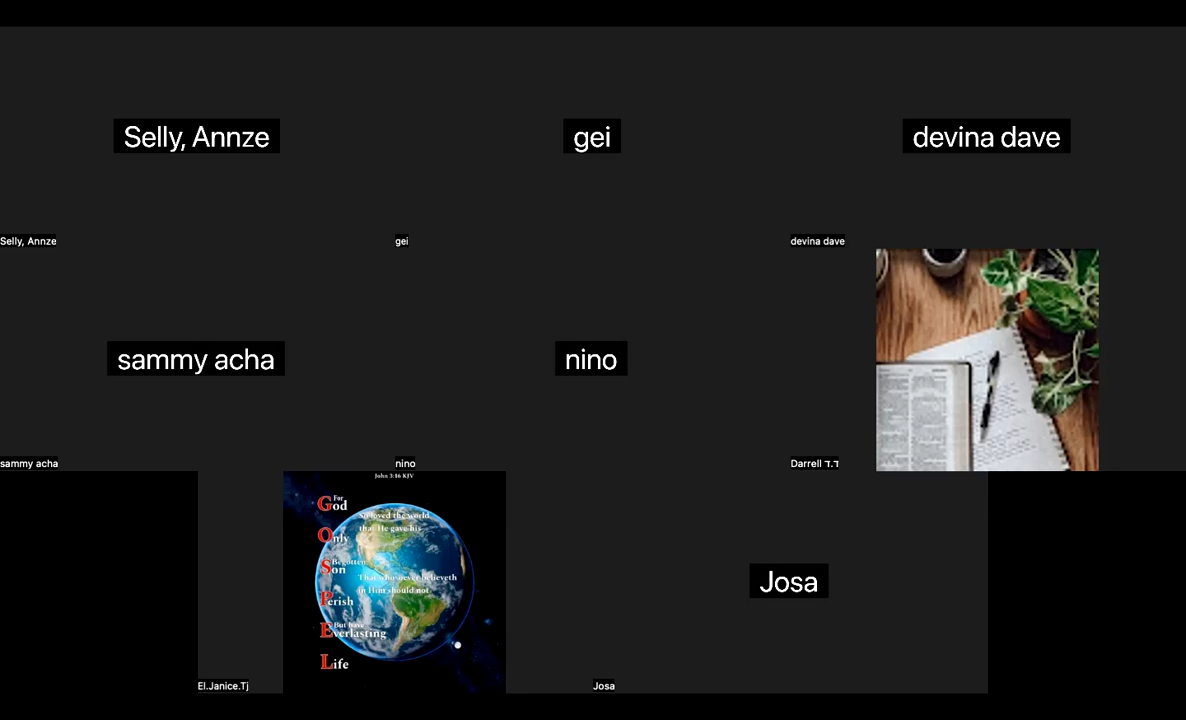 Selly, Annze
gei
devina dave
Selly, Annze
gei
devina dave
sammy acha
nino
sammy acha
nino
Darrell ד.ד
John 3:16 KJV
For
God
So loved the world
that He gave his
Only
Begotten
Son
That whosoever believeth
in Him should not
Perish
But have
Everlasting
Life
Josa
El.Janice.Tj
Josa